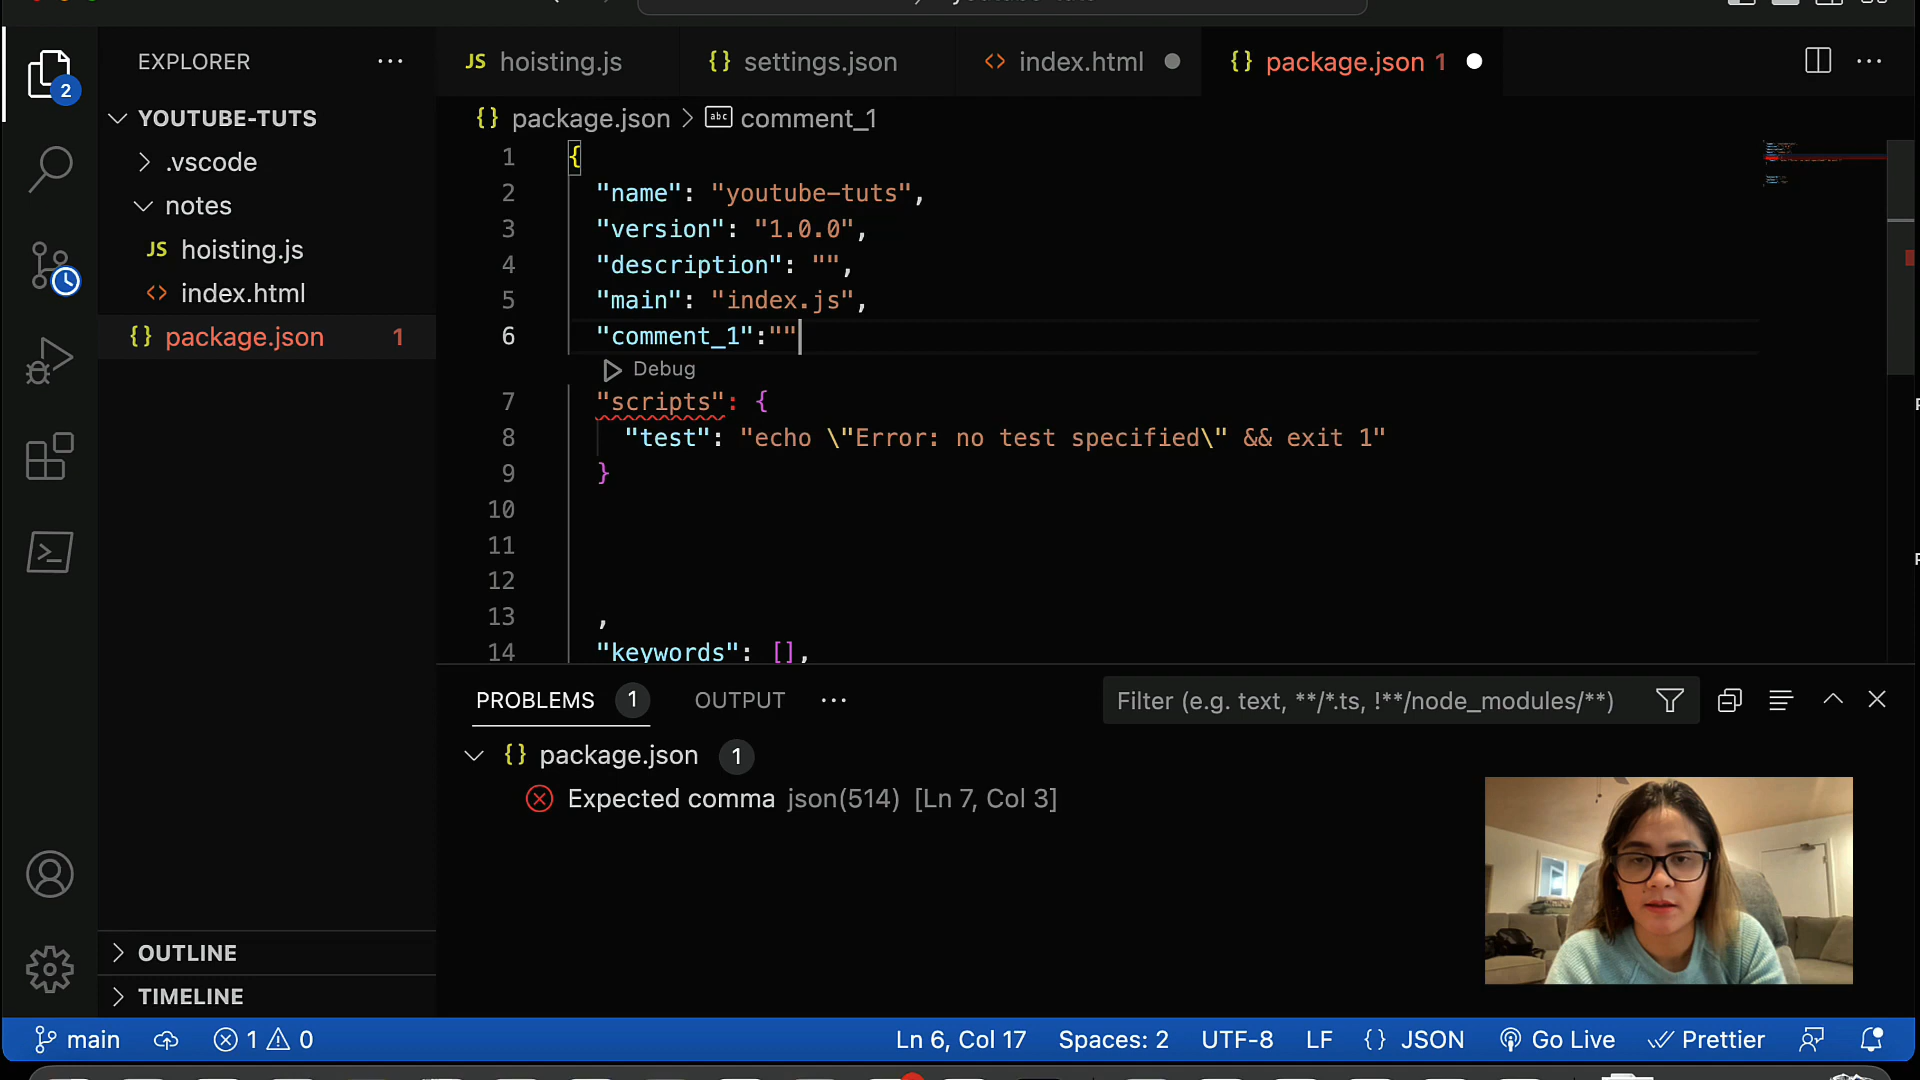 EXPLORER
2
YOUTUBE-TUTS
.vscode
notes
JS hoisting.js
<> index.html
{} package.json 1
OUTLINE
TIMELINE
JS hoisting.js
{} settings.json
<> index.html
{} package.json 1
{} package.json > abc comment_1
1 {
2 "name": "youtube-tuts",
3 "version": "1.0.0",
4 "description": "",
5 "main": "index.js",
6 "comment_1":""
Debug
7 "scripts": {
8 "test": "echo \"Error: no test specified\" && exit 1"
9 }
10
11
12
13 ,
14 "keywords": [],
PROBLEMS 1 OUTPUT
Filter (e.g. text, **/*.ts, !**/node_modules/**)
{} package.json 1
Expected comma json(514) [Ln 7, Col 3]
main 1 0 Ln 6, Col 17 Spaces: 2 UTF-8 LF {} JSON Go Live Prettier